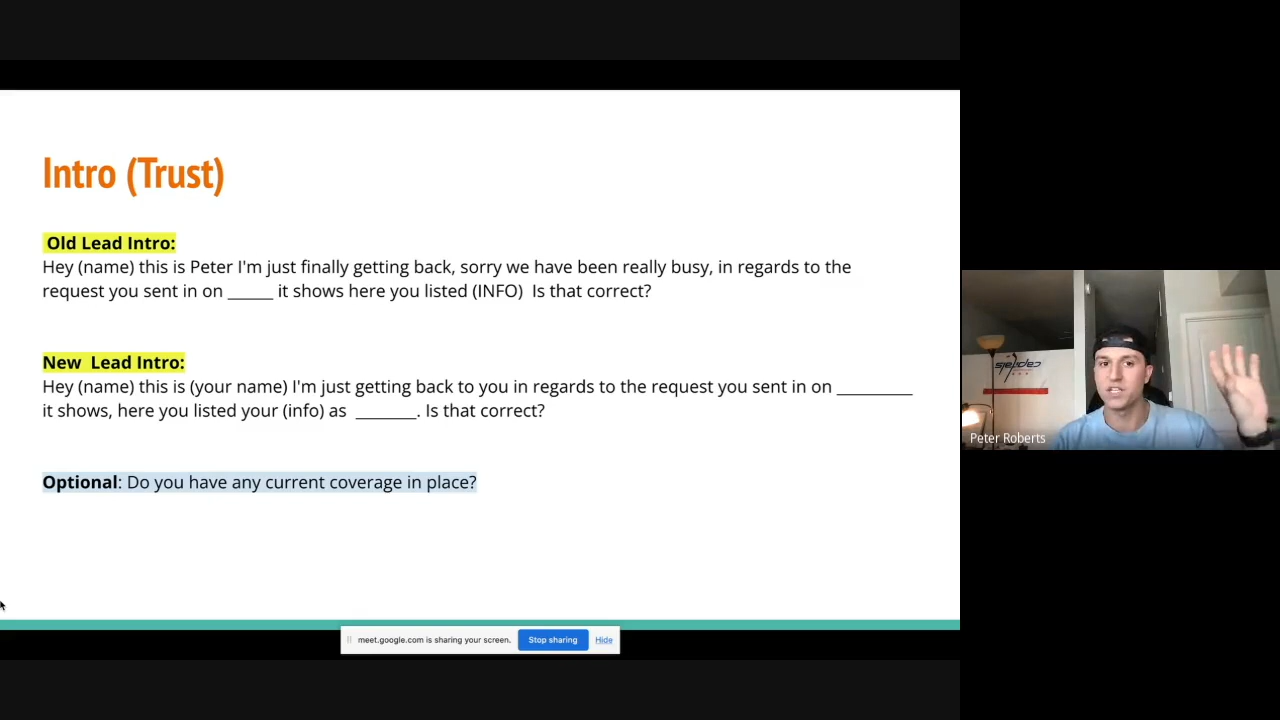 Intro (Trust)
Old Lead Intro:
Hey (name) this is Peter I'm just finally getting back, sorry we have been really busy, in regards to the
request you sent in on ______ it shows here you listed (INFO)  Is that correct?
New  Lead Intro:
Hey (name) this is (your name) I'm just getting back to you in regards to the request you sent in on __________
it shows, here you listed your (info) as  ________. Is that correct?
Optional: Do you have any current coverage in place?
capitals
Peter Roberts
meet.google.com is sharing your screen.
Stop sharing
Hide